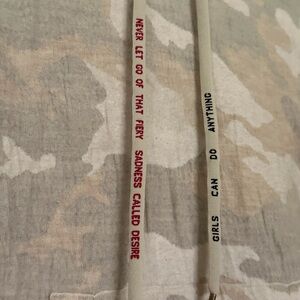 NEVER LET GO OF THAT FIERY SADNESS CALLED DESIRE
GIRLS CAN DO ANYTHING